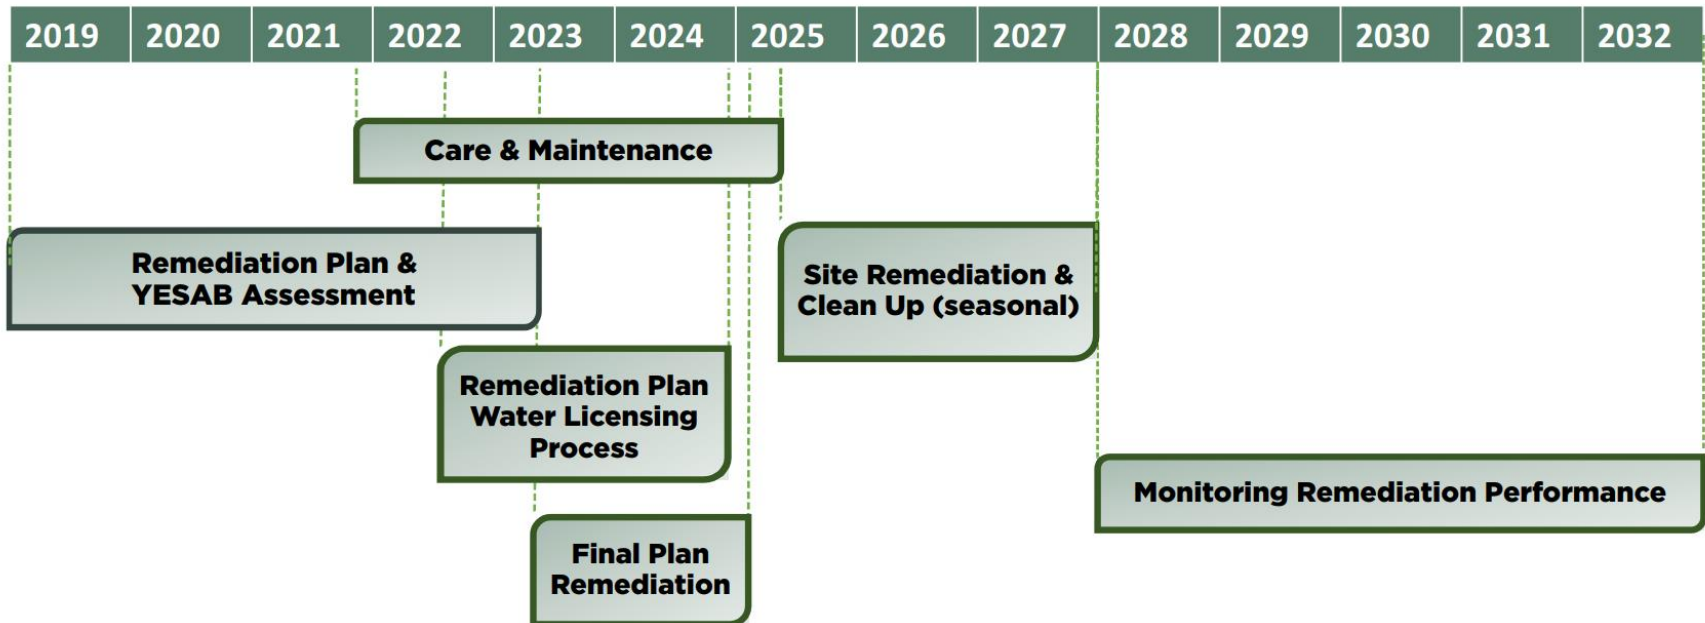 2019 2020 2021 2022 2023 2024 2025 2026 2027 2028 2029 2030 2031 2032
Care & Maintenance
Remediation Plan &
YESAB Assessment
Site Remediation &
Clean Up (seasonal)
Remediation Plan
Water Licensing
Process
Monitoring Remediation Performance
Final Plan
Remediation